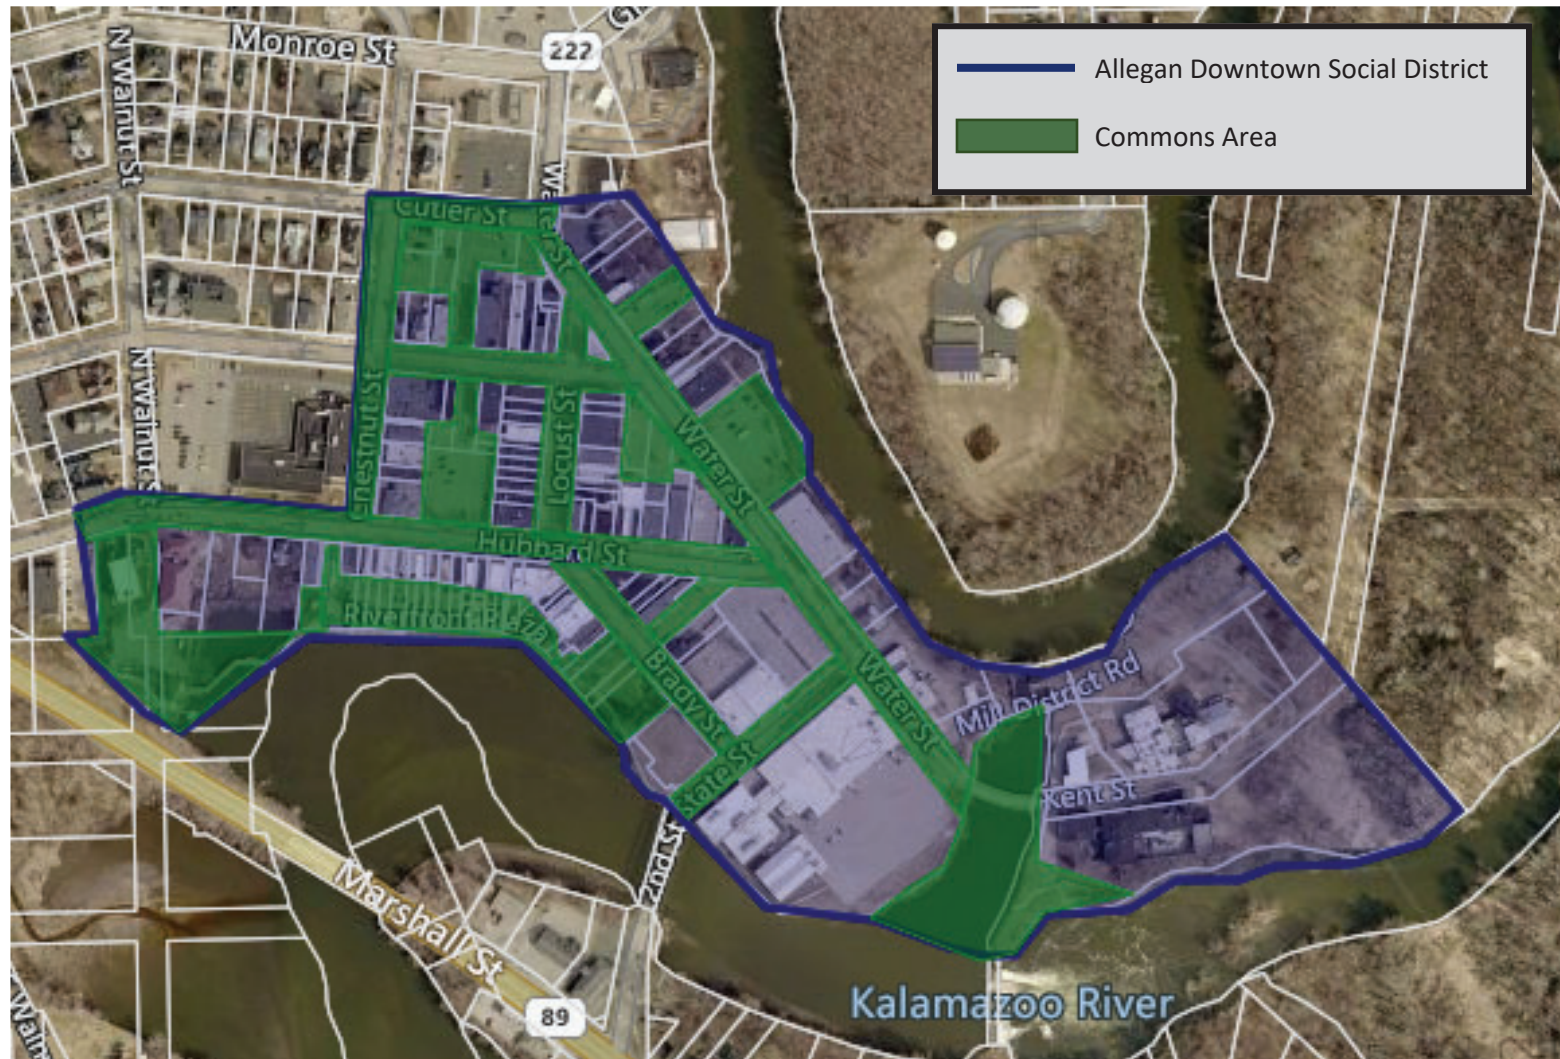 Monroe St
222
N Walnut St
Allegan Downtown Social District
Commons Area
Cutler St
Water St
N Walnut St
Chestnut St
Locust St
Water St
Hubbard St
Riverfront Plaza
Brady St
Water St
Mill District Rd
State St
Kent St
2nd St
Marshall St
89
Kalamazoo River